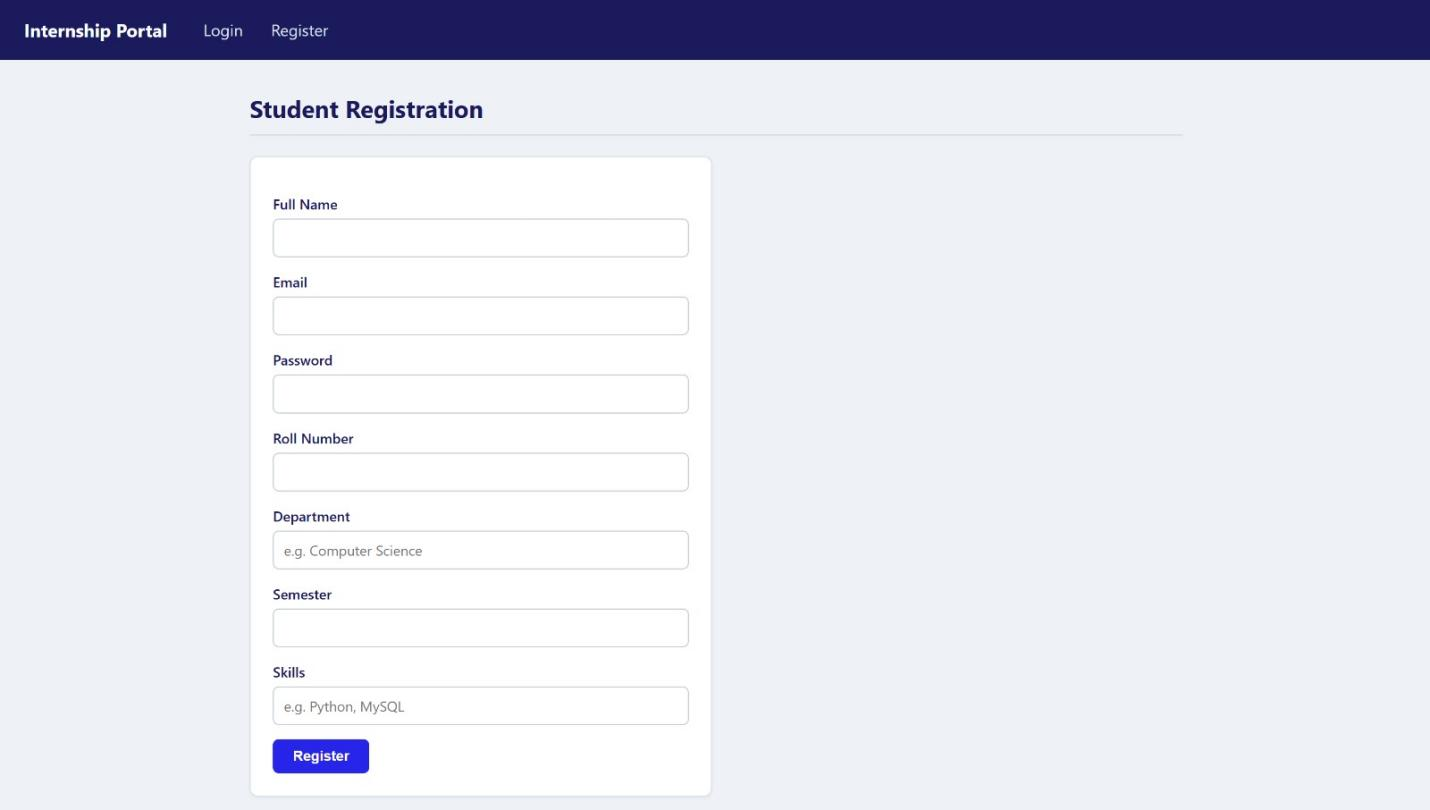 Internship Portal Login Register
Student Registration
Full Name
Email
Password
Roll Number
Department
e.g. Computer Science
Semester
Skills
e.g. Python, MySQL
Register